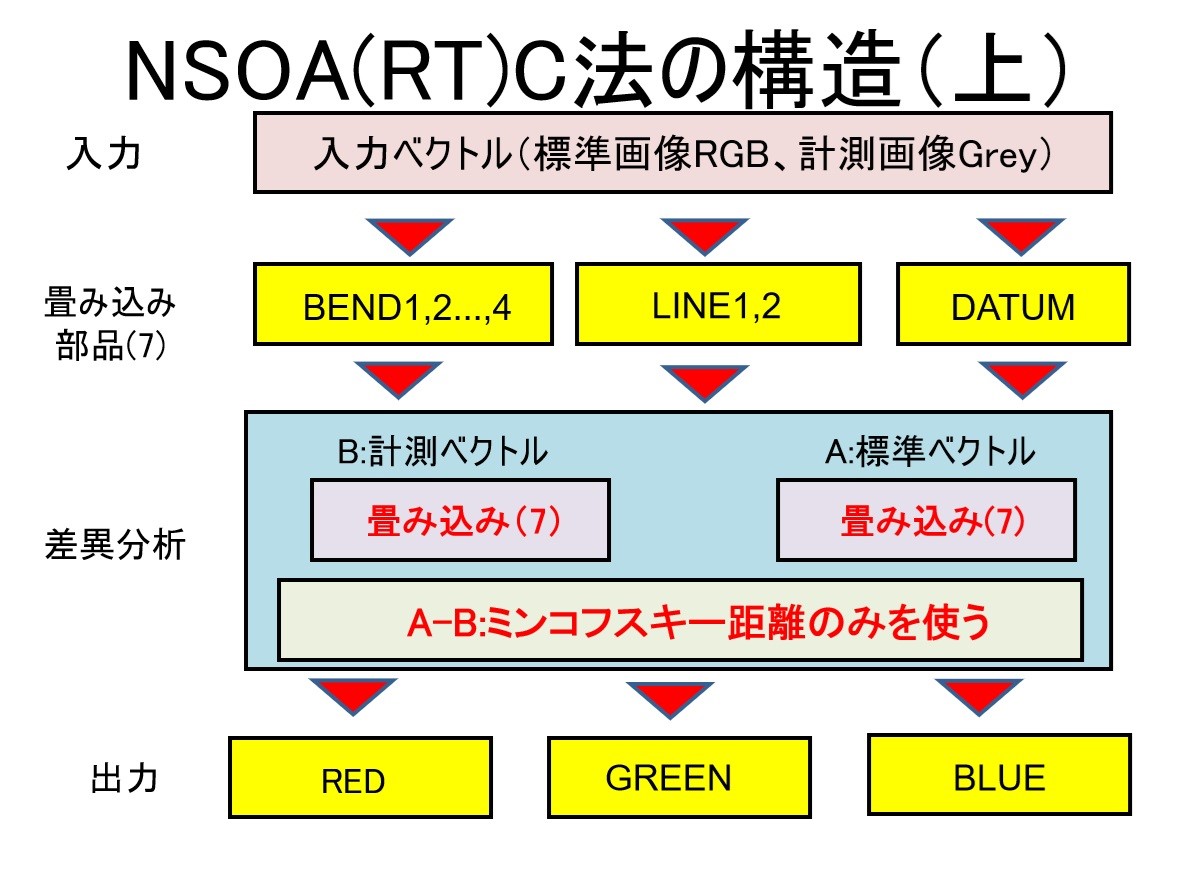 NSOA(RT)C法の構造(上)
入力
入力ベクトル(標準画像RGB、計測画像Grey)
畳み込み
部品(7)
BEND1,2...,4
LINE1,2
DATUM
差異分析
B:計測ベクトル
A:標準ベクトル
畳み込み(7)
畳み込み(7)
A-B:ミンコフスキー距離のみを使う
出力
RED
GREEN
BLUE